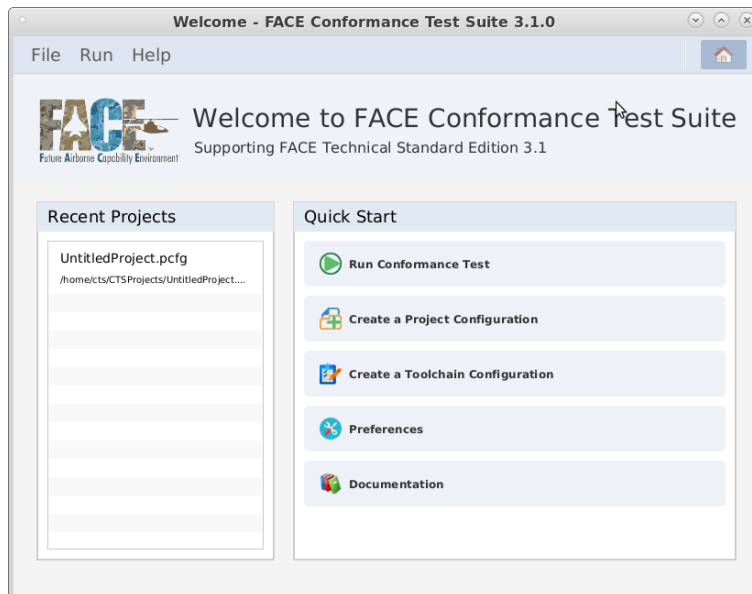 Welcome - FACE Conformance Test Suite 3.1.0
File Run Help
FACE
Future Airborne Capability Environment
Welcome to FACE Conformance Test Suite
Supporting FACE Technical Standard Edition 3.1
Recent Projects
UntitledProject.pcfg
/home/cts/CTSProjects/UntitledProject....
Quick Start
Run Conformance Test
Create a Project Configuration
Create a Toolchain Configuration
Preferences
Documentation